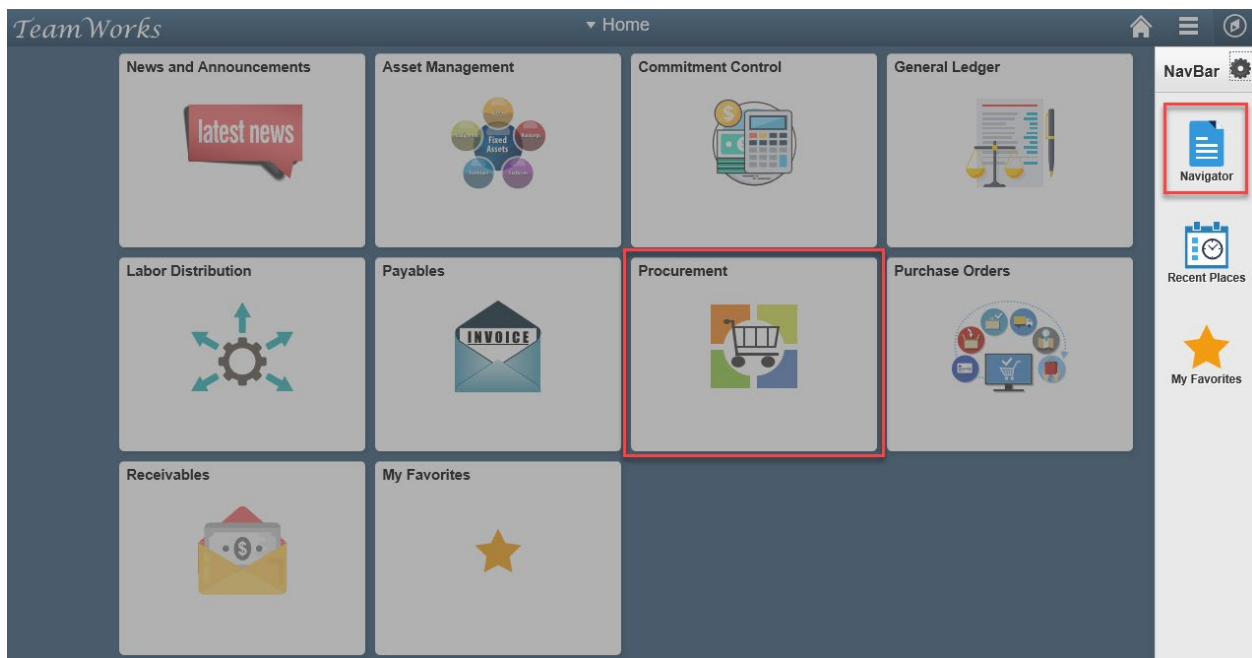 TeamWorks
Home
NavBar
News and Announcements
Asset Management
Commitment Control
General Ledger
latest news
Fixed
Assets
Navigator
Labor Distribution
Payables
Procurement
Purchase Orders
INVOICE
Recent Places
My Favorites
Receivables
My Favorites
$